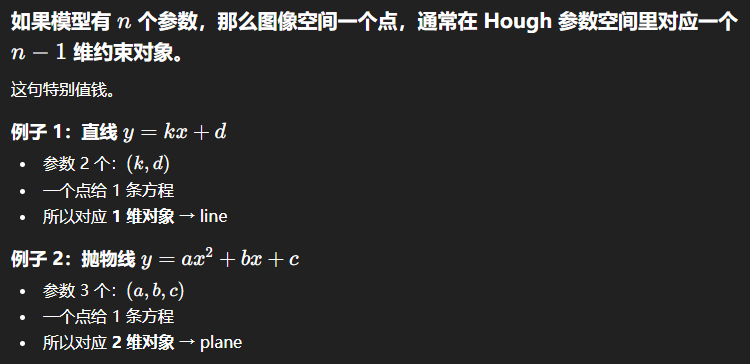 如果模型有 n 个参数，那么图像空间一个点，通常在 Hough 参数空间里对应一个
n − 1 维约束对象。
这句特别值钱。
例子 1：直线 y = kx + d
• 参数 2 个：(k, d)
• 一个点给 1 条方程
• 所以对应 1 维对象 → line
例子 2：抛物线 y = ax² + bx + c
• 参数 3 个：(a, b, c)
• 一个点给 1 条方程
• 所以对应 2 维对象 → plane